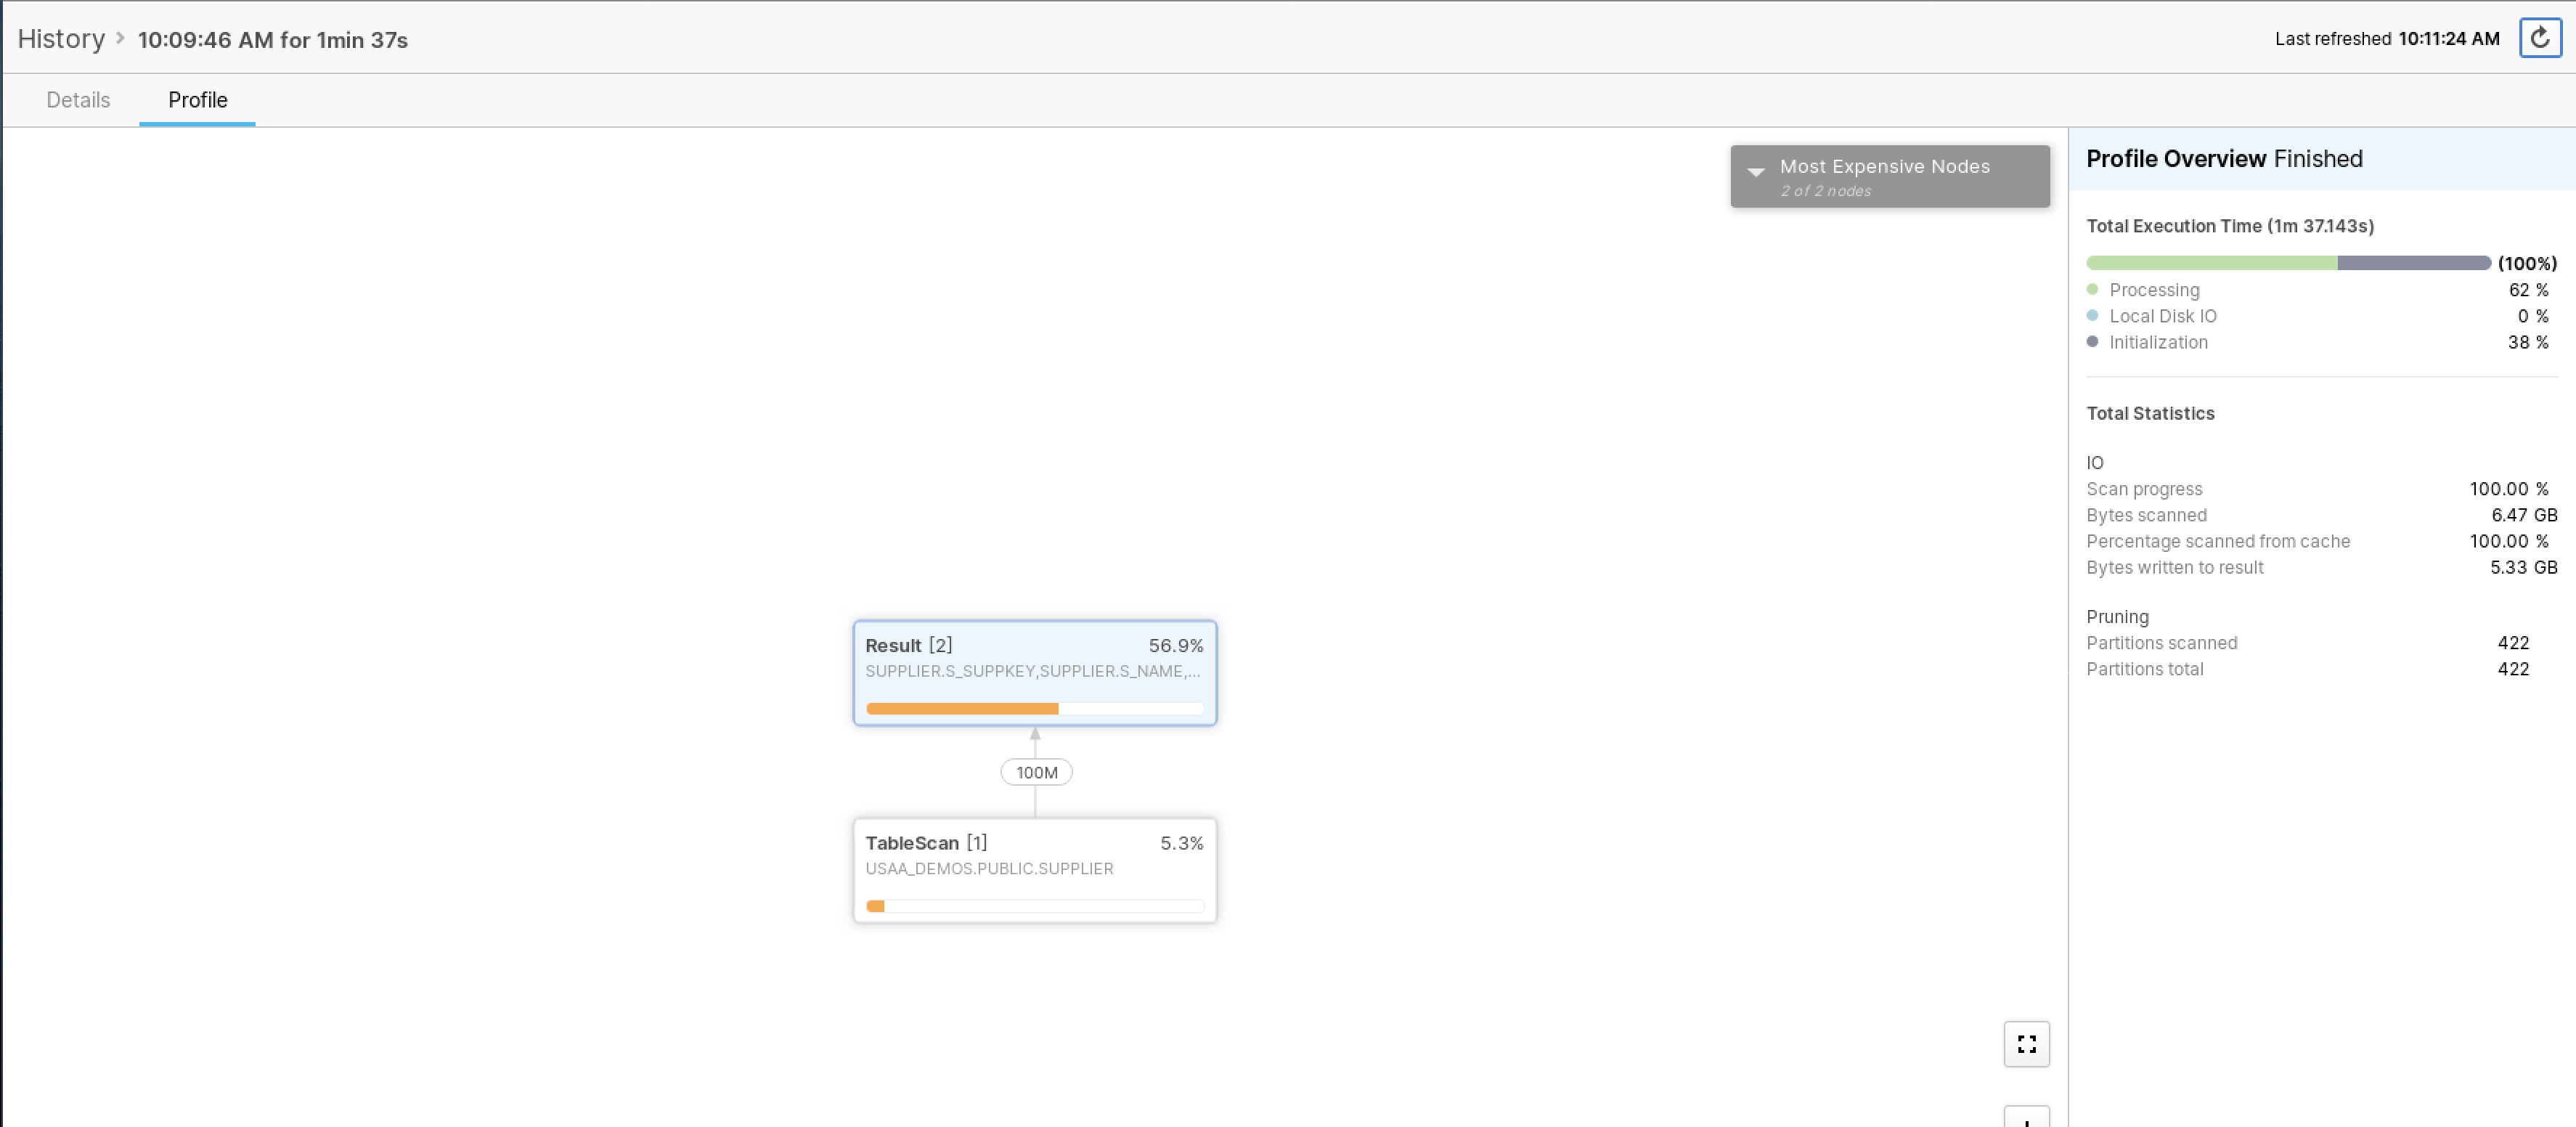 History > 10:09:46 AM for 1min 37s
Last refreshed 10:11:24 AM
Details
Profile
Most Expensive Nodes
2 of 2 nodes
Result [2] 56.9%
SUPPLIER.S_SUPPKEY,SUPPLIER.S_NAME,...
100M
TableScan [1] 5.3%
USAA_DEMOS.PUBLIC.SUPPLIER
Profile Overview Finished
Total Execution Time (1m 37.143s)
(100%)
Processing 62 %
Local Disk IO 0 %
Initialization 38 %
Total Statistics
IO
Scan progress 100.00 %
Bytes scanned 6.47 GB
Percentage scanned from cache 100.00 %
Bytes written to result 5.33 GB
Pruning
Partitions scanned 422
Partitions total 422